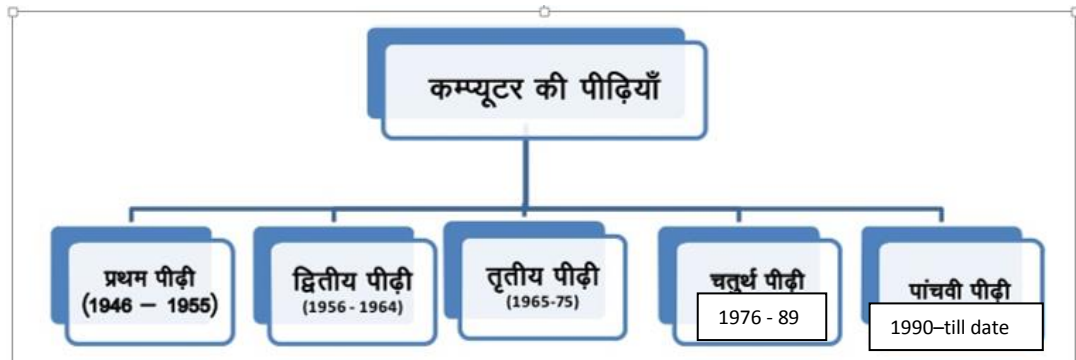 कम्प्यूटर की पीढ़ियाँ
प्रथम पीढ़ी
(1946 – 1955)
द्वितीय पीढ़ी
(1956 - 1964)
तृतीय पीढ़ी
(1965-75)
चतुर्थ पीढ़ी
1976 - 89
पांचवी पीढ़ी
1990–till date